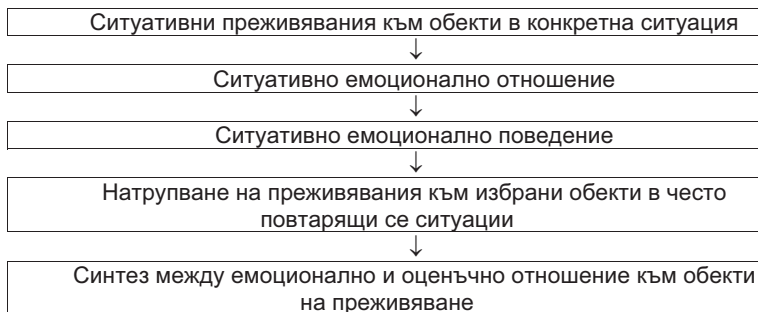 Ситуативни преживявания към обекти в конкретна ситуация
↓
Ситуативно емоционално отношение
↓
Ситуативно емоционално поведение
↓
Натрупване на преживявания към избрани обекти в често
повтарящи се ситуации
↓
Синтез между емоционално и оценъчно отношение към обекти
на преживяване